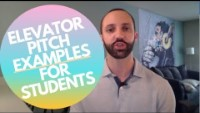 ELEVATOR
PITCH
EXAMPLES
FOR
STUDENTS